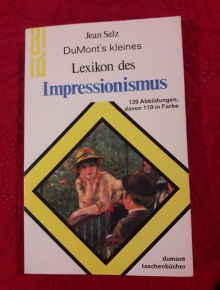 Jean Selz
DuMont's kleines
Lexikon des
Impressionismus
139 Abbildungen,
davon 110 in Farbe
dumont
taschenbücher